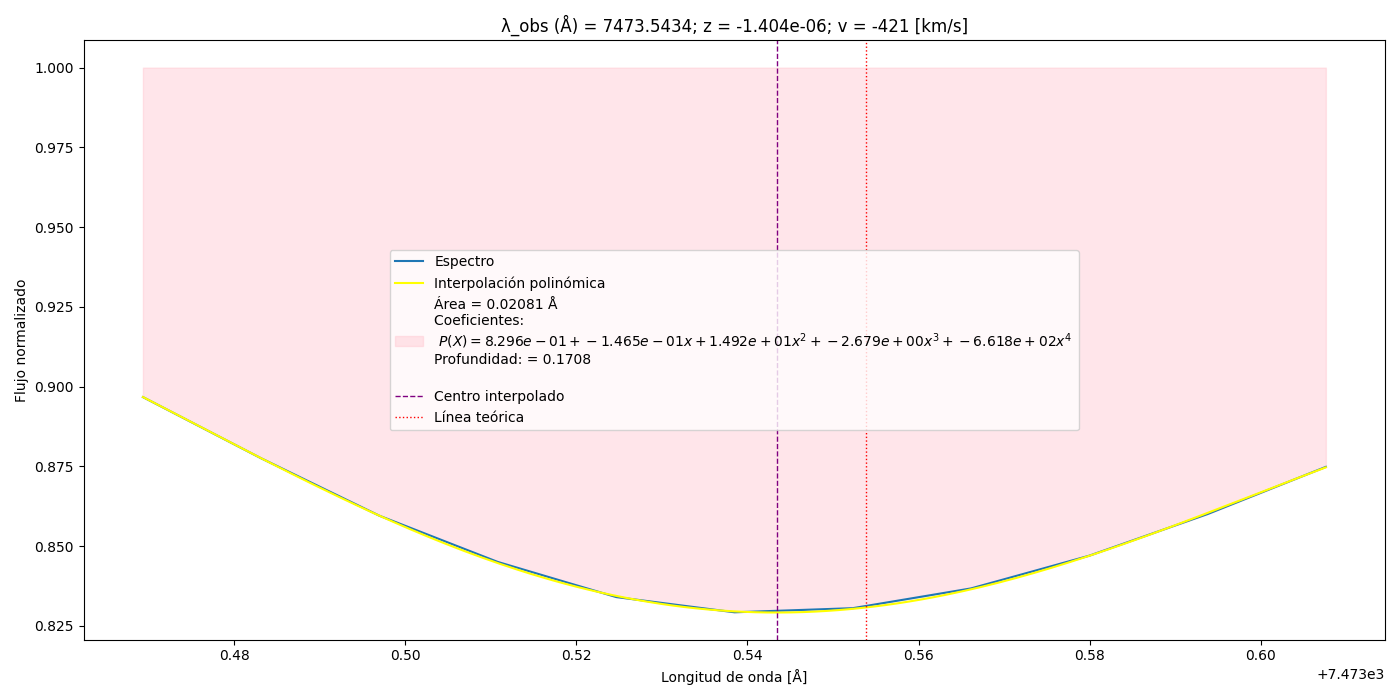 λ_obs (Å) = 7473.5434; z = -1.404e-06; v = -421 [km/s]
Flujo normalizado
1.000
0.975
0.950
0.925
0.900
0.875
0.850
0.825
Espectro
Interpolación polinómica
Área = 0.02081 Å
Coeficientes:
P(X) = 8.296e − 01 + −1.465e − 01x + 1.492e + 01x² + −2.679e + 00x³ + −6.618e + 02x⁴
Profundidad: = 0.1708
Centro interpolado
Línea teórica
0.48 0.50 0.52 0.54 0.56 0.58 0.60
+7.473e3
Longitud de onda [Å]